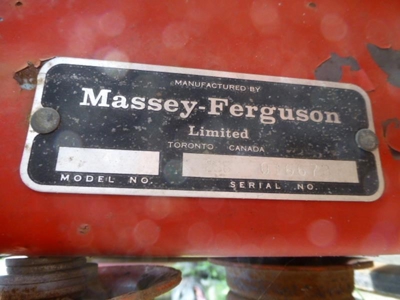 MANUFACTURED BY
Massey-Ferguson
Limited
TORONTO CANADA
MODEL NO.
SERIAL NO.